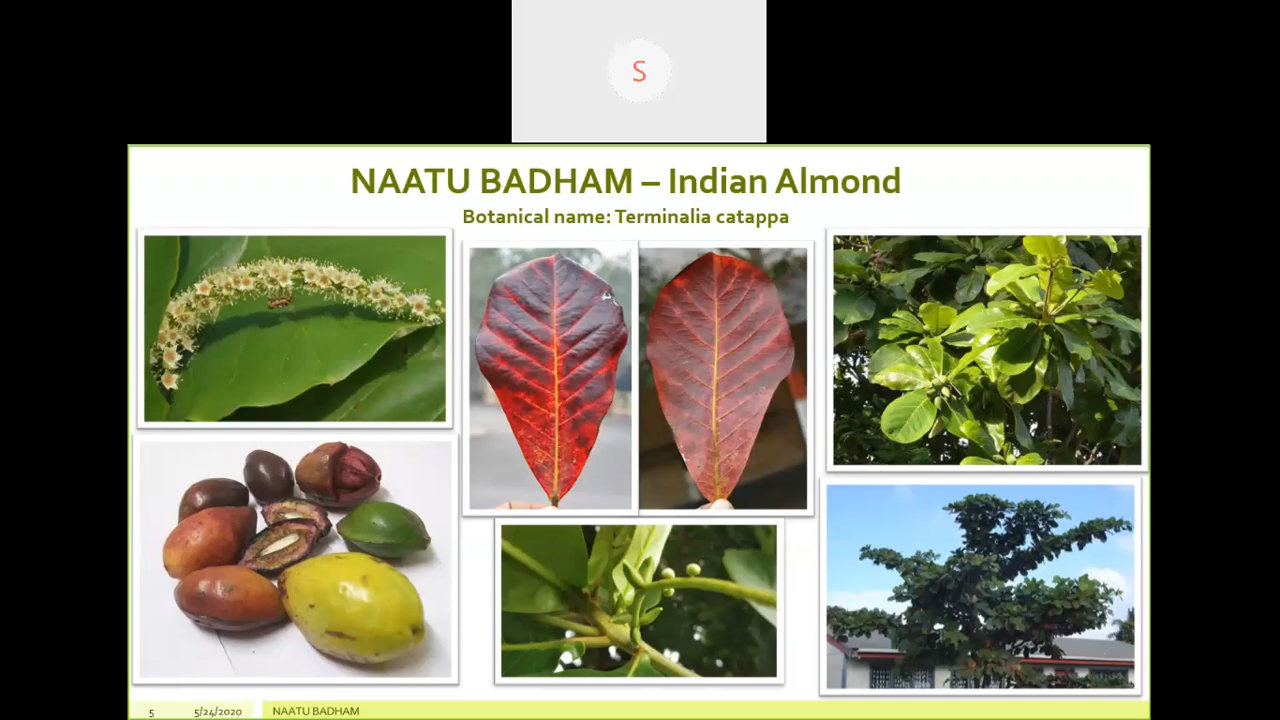 S
NAATU BADHAM – Indian Almond
Botanical name: Terminalia catappa
5 5/24/2020 NAATU BADHAM